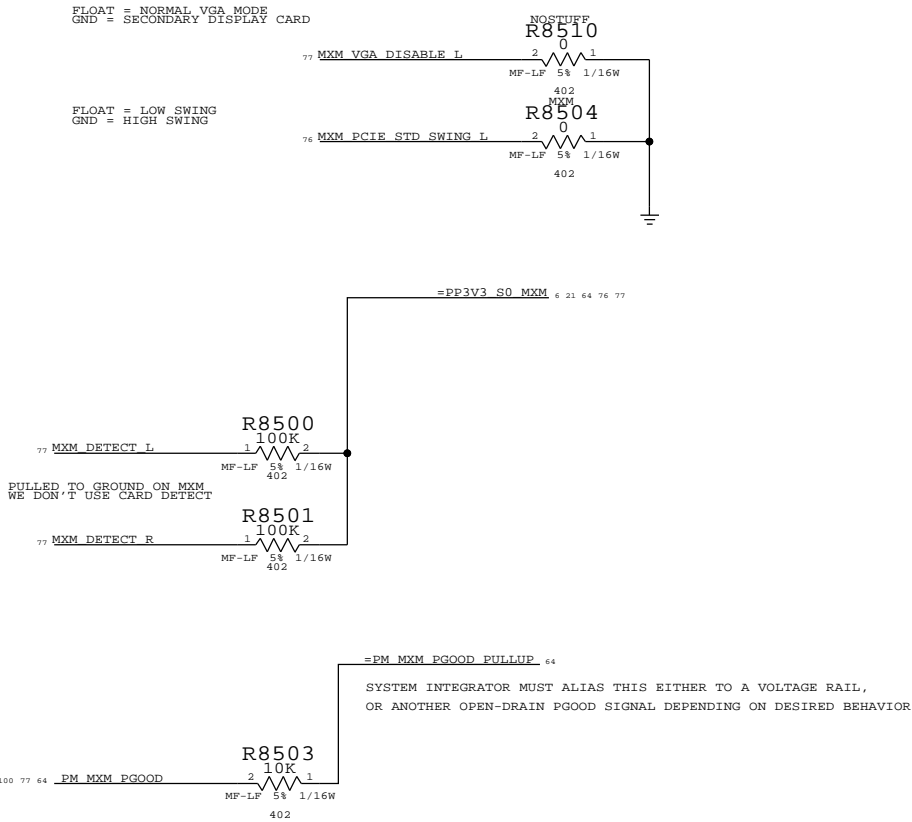 FLOAT = NORMAL VGA MODE
GND = SECONDARY DISPLAY CARD
NOSTUFF
R8510
0
77 MXM_VGA_DISABLE_L 2 1
MF-LF 5% 1/16W
402
FLOAT = LOW SWING
GND = HIGH SWING
MXM
R8504
0
76 MXM_PCIE_STD_SWING_L 2 1
MF-LF 5% 1/16W
402
=PP3V3_S0_MXM 6 21 64 76 77
R8500
100K
77 MXM_DETECT_L 1 2
MF-LF 5% 1/16W
402
PULLED TO GROUND ON MXM
WE DON'T USE CARD DETECT
R8501
100K
77 MXM_DETECT_R 1 2
MF-LF 5% 1/16W
402
=PM_MXM_PGOOD_PULLUP 64
SYSTEM INTEGRATOR MUST ALIAS THIS EITHER TO A VOLTAGE RAIL,
OR ANOTHER OPEN-DRAIN PGOOD SIGNAL DEPENDING ON DESIRED BEHAVIOR
R8503
10K
100 77 64 PM_MXM_PGOOD 2 1
MF-LF 5% 1/16W
402